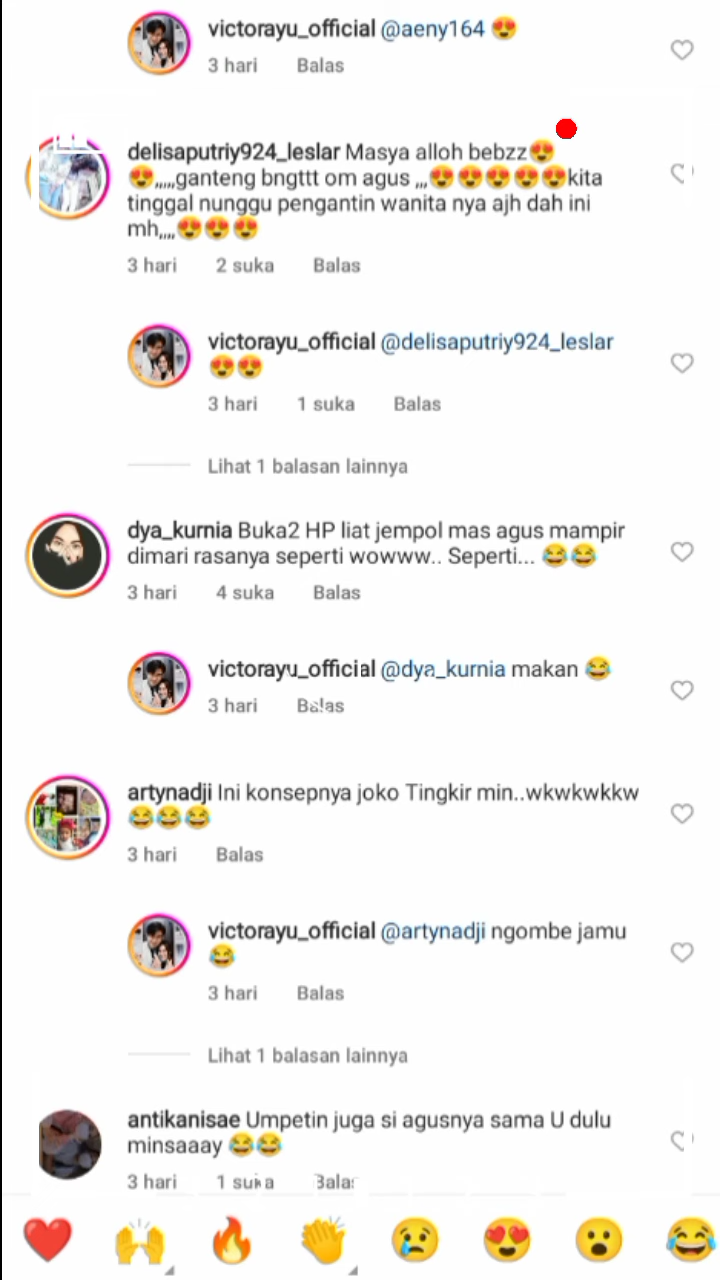 victorayu_official @aeny164 😍
3 hari Balas
delisaputriy924_leslar Masya alloh bebzz😍
😍,,,,,ganteng bngttt om agus ,,,😍😍😍😍😍kita
tinggal nunggu pengantin wanita nya ajh dah ini
mh,,,,😍😍😍
3 hari 2 suka Balas
victorayu_official @delisaputriy924_leslar
😍😍
3 hari 1 suka Balas
Lihat 1 balasan lainnya
dya_kurnia Buka2 HP liat jempol mas agus mampir
dimari rasanya seperti wowww.. Seperti... 😂😂
3 hari 4 suka Balas
victorayu_official @dya_kurnia makan 😂
3 hari Balas
artynadji Ini konsepnya joko Tingkir min..wkwkwkkw
😂😂😂
3 hari Balas
victorayu_official @artynadji ngombe jamu
😂
3 hari Balas
Lihat 1 balasan lainnya
antikanisae Umpetin juga si agusnya sama U dulu
minsaaay 😂😂
3 hari 1 suka Balas